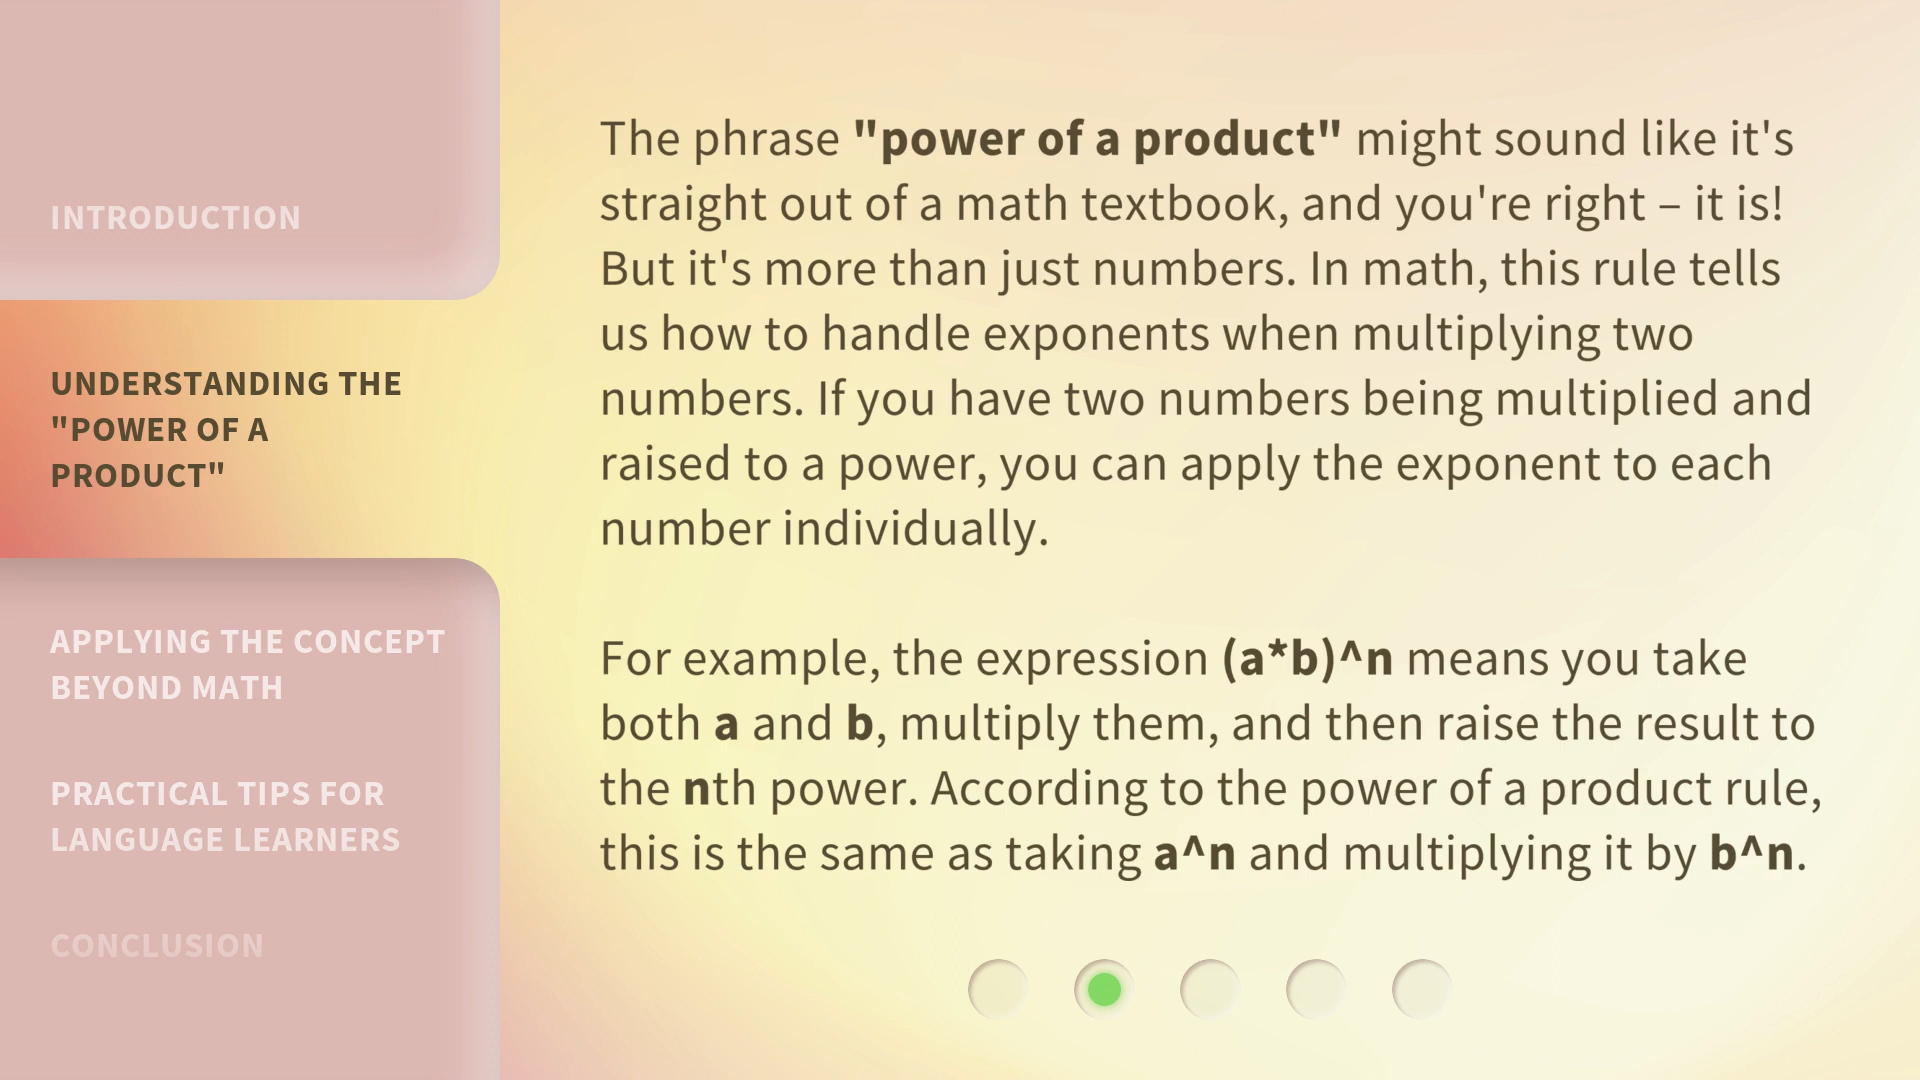 INTRODUCTION
UNDERSTANDING THE
"POWER OF A
PRODUCT"
APPLYING THE CONCEPT
BEYOND MATH
PRACTICAL TIPS FOR
LANGUAGE LEARNERS
CONCLUSION
The phrase "power of a product" might sound like it's
straight out of a math textbook, and you're right – it is!
But it's more than just numbers. In math, this rule tells
us how to handle exponents when multiplying two
numbers. If you have two numbers being multiplied and
raised to a power, you can apply the exponent to each
number individually.
For example, the expression (a*b)^n means you take
both a and b, multiply them, and then raise the result to
the nth power. According to the power of a product rule,
this is the same as taking a^n and multiplying it by b^n.